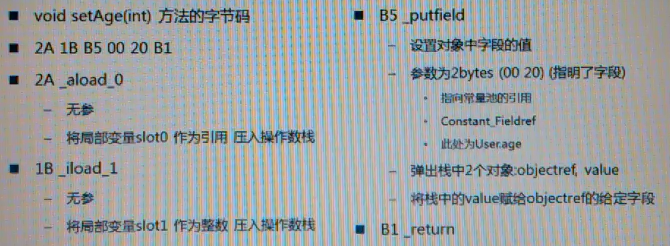 void setAge(int) 方法的字节码
2A 1B B5 00 20 B1
2A _aload_0
无参
将局部变量slot0 作为引用 压入操作数栈
1B _iload_1
无参
将局部变量slot1 作为整数 压入操作数栈
B5 _putfield
设置对象中字段的值
参数为2bytes (00 20) (指明了字段)
指向常量池的引用
Constant_Fieldref
此处为User.age
弹出栈中2个对象:objectref, value
将栈中的value赋给objectref的给定字段
B1 _return